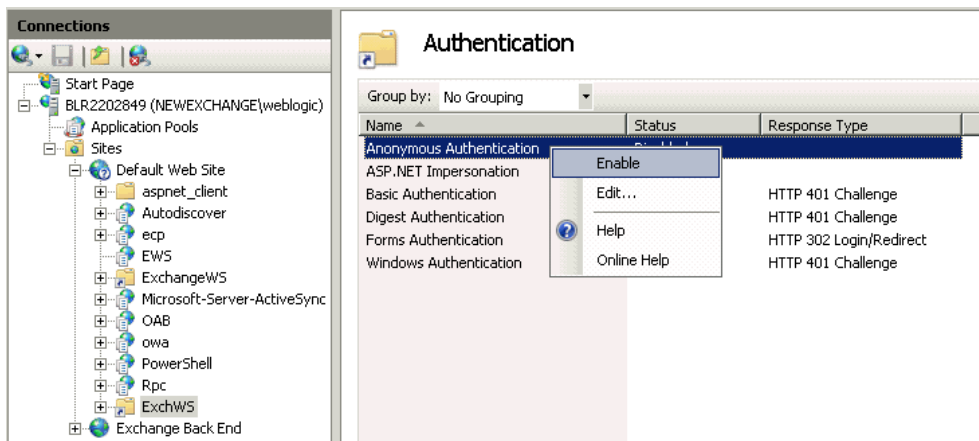 Connections
Start Page
BLR2202849 (NEWEXCHANGE\weblogic)
Application Pools
Sites
Default Web Site
aspnet_client
Autodiscover
ecp
EWS
ExchangeWS
Microsoft-Server-ActiveSync
OAB
owa
PowerShell
Rpc
ExchWS
Exchange Back End
Authentication
Group by: No Grouping
Name Status Response Type
Anonymous Authentication
ASP.NET Impersonation
Basic Authentication HTTP 401 Challenge
Digest Authentication HTTP 401 Challenge
Forms Authentication HTTP 302 Login/Redirect
Windows Authentication HTTP 401 Challenge
Enable
Edit...
Help
Online Help